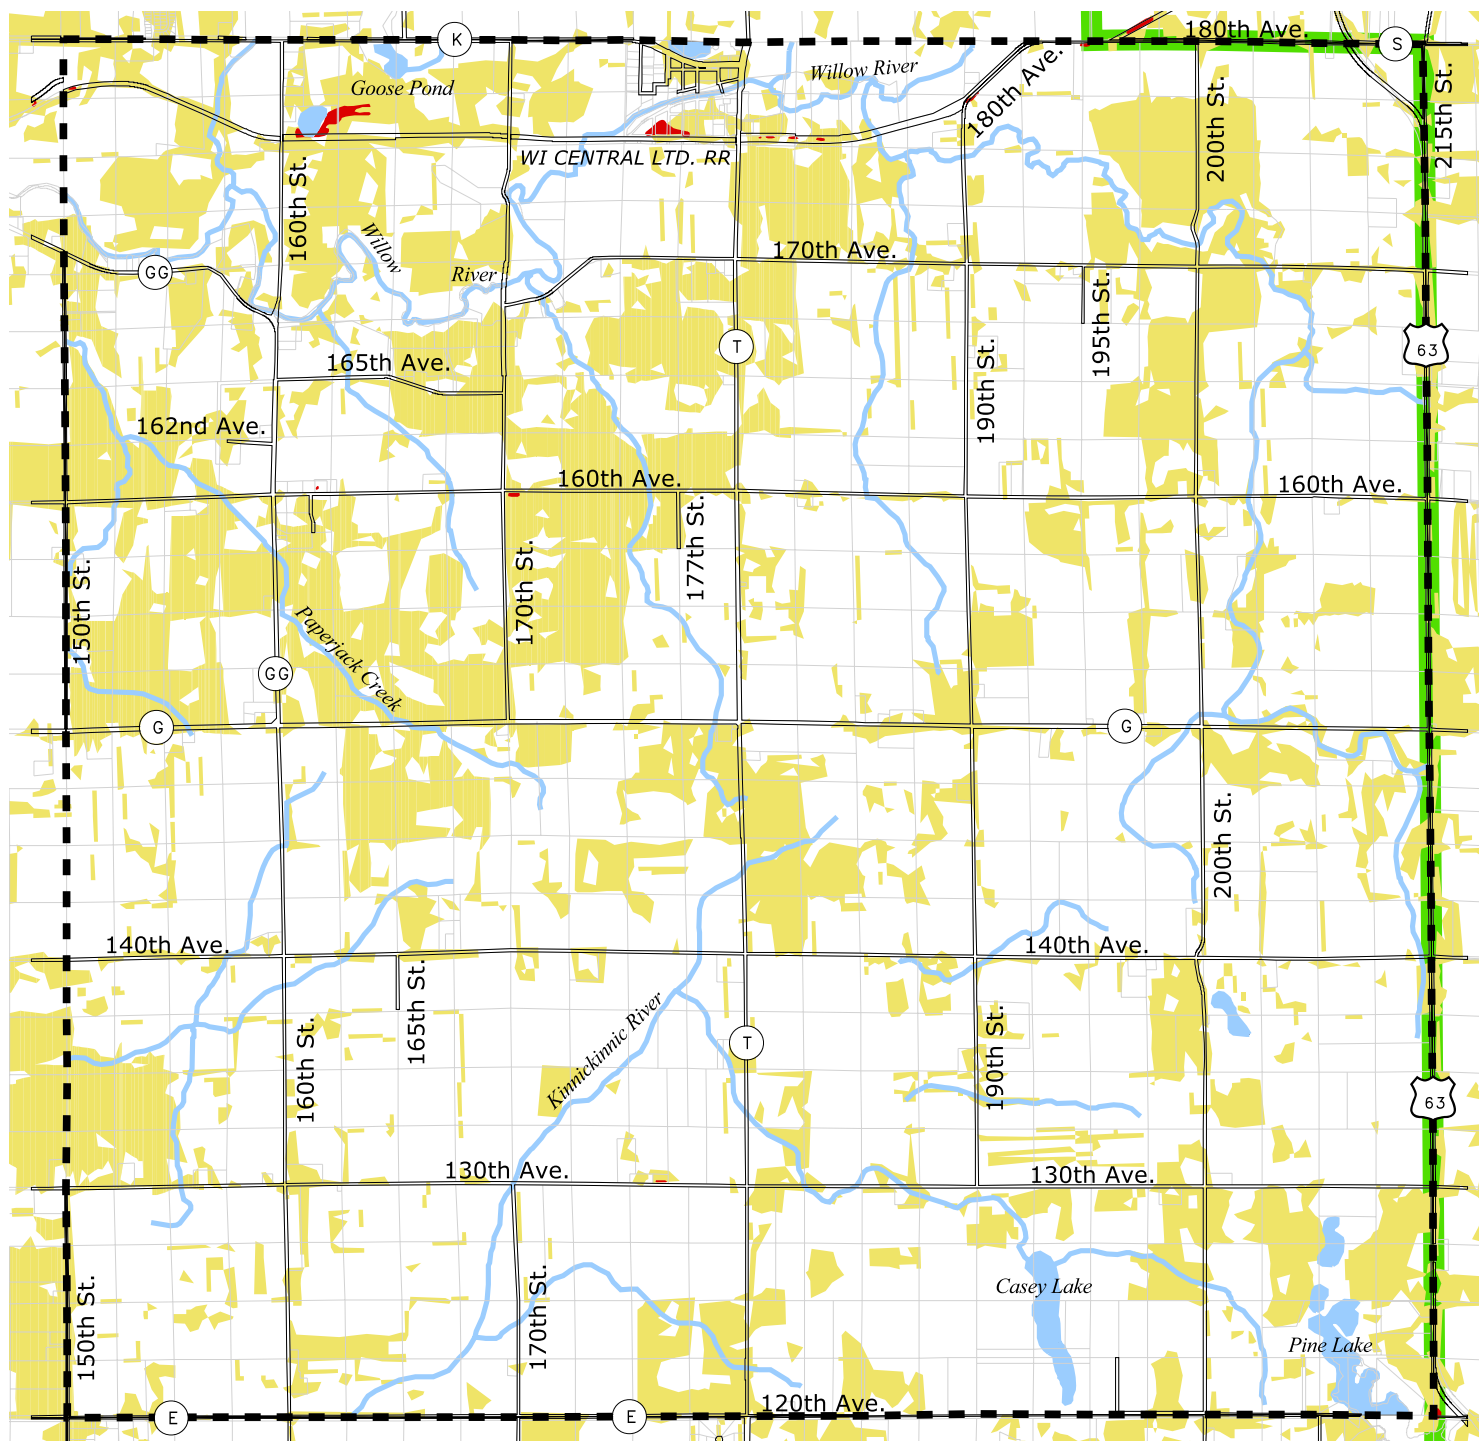 180th Ave.
K
S
Willow River
Goose Pond
180th Ave.
200th St.
215th St.
WI CENTRAL LTD. RR
160th St.
Willow
River
170th Ave.
GG
195th St.
T
63
165th Ave.
190th St.
162nd Ave.
160th Ave.
160th Ave.
177th St.
170th St.
150th St.
Paperjack Creek
GG
G
G
200th St.
140th Ave.
140th Ave.
165th St.
Kinnickinnic River
160th St.
190th St.
T
63
130th Ave.
130th Ave.
Casey Lake
150th St.
170th St.
Pine Lake
120th Ave.
E
E